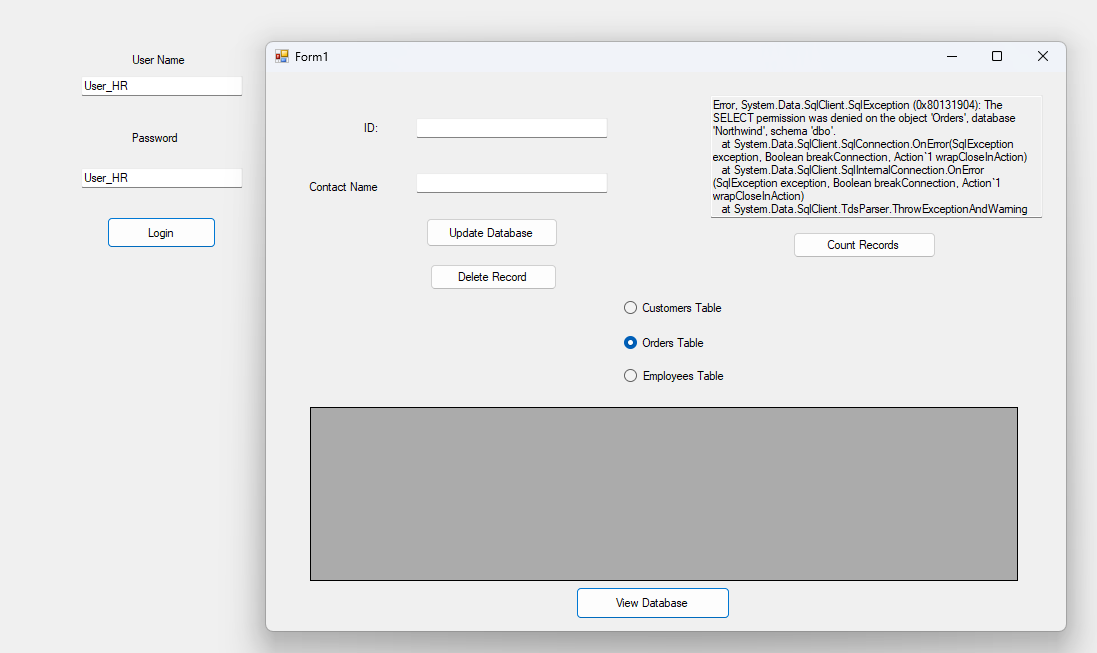 User Name
User_HR
Password
User_HR
Login
Form1
ID:
Contact Name
Update Database
Delete Record
Error, System.Data.SqlClient.SqlException (0x80131904): The
SELECT permission was denied on the object 'Orders', database
'Northwind', schema 'dbo'.
at System.Data.SqlClient.SqlConnection.OnError(SqlException
exception, Boolean breakConnection, Action`1 wrapCloseInAction)
at System.Data.SqlClient.SqlInternalConnection.OnError
(SqlException exception, Boolean breakConnection, Action`1
wrapCloseInAction)
at System.Data.SqlClient.TdsParser.ThrowExceptionAndWarning
Count Records
Customers Table
Orders Table
Employees Table
View Database